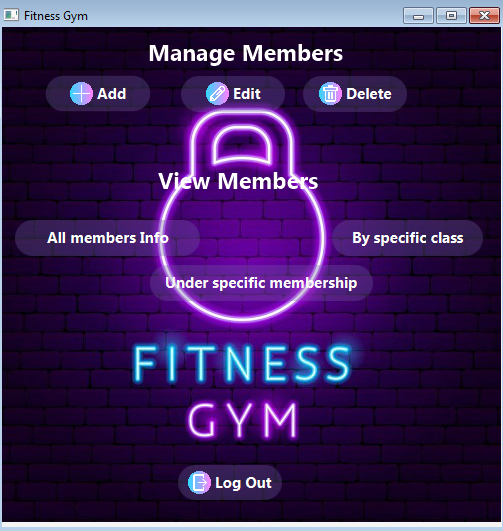 Fitness Gym
Manage Members
Add Edit Delete
View Members
All members Info By specific class
Under specific membership
FITNESS
GYM
Log Out